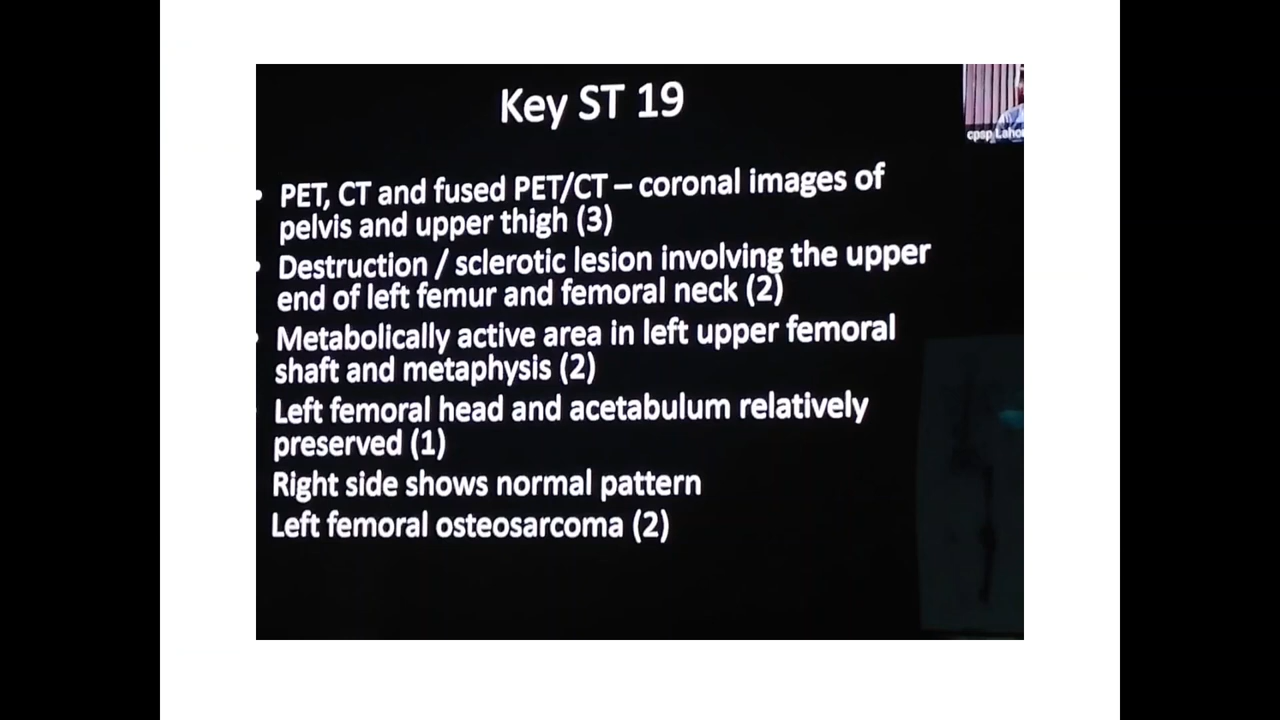 Key ST 19
cpsp Laho
• PET, CT and fused PET/CT – coronal images of
pelvis and upper thigh (3)
• Destruction / sclerotic lesion involving the upper
end of left femur and femoral neck (2)
• Metabolically active area in left upper femoral
shaft and metaphysis (2)
• Left femoral head and acetabulum relatively
preserved (1)
Right side shows normal pattern
Left femoral osteosarcoma (2)